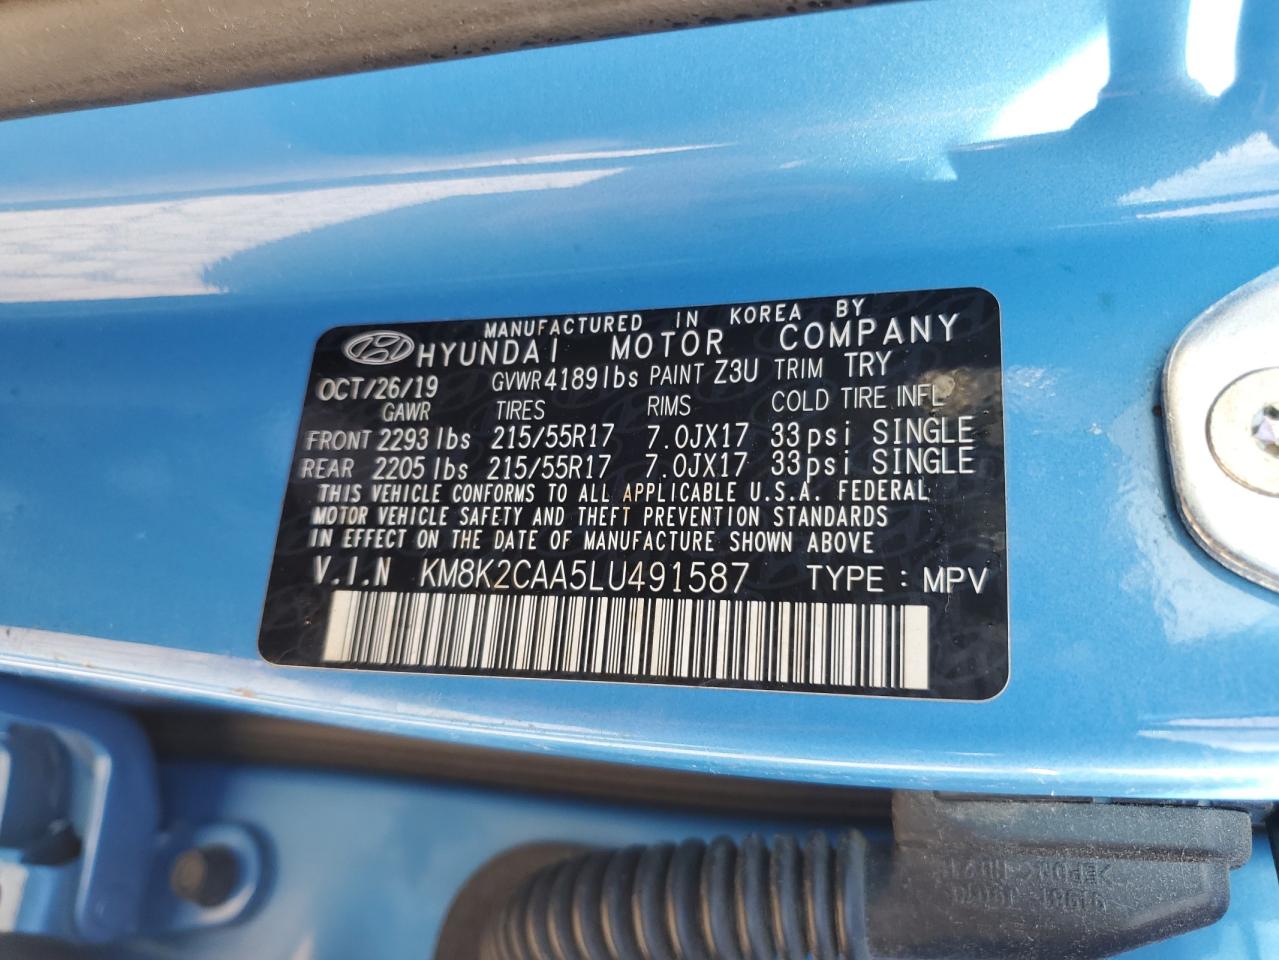 MANUFACTURED IN KOREA BY
HYUNDAI MOTOR COMPANY
OCT/26/19 GVWR 4189lbs PAINT Z3U TRIM TRY
GAWR TIRES RIMS COLD TIRE INFL
FRONT 2293 lbs 215/55R17 7.0JX17 33psi SINGLE
REAR 2205 lbs 215/55R17 7.0JX17 33psi SINGLE
THIS VEHICLE CONFORMS TO ALL APPLICABLE U.S.A. FEDERAL
MOTOR VEHICLE SAFETY AND THEFT PREVENTION STANDARDS
IN EFFECT ON THE DATE OF MANUFACTURE SHOWN ABOVE
V.I.N KM8K2CAA5LU491587 TYPE : MPV
>EPDM<